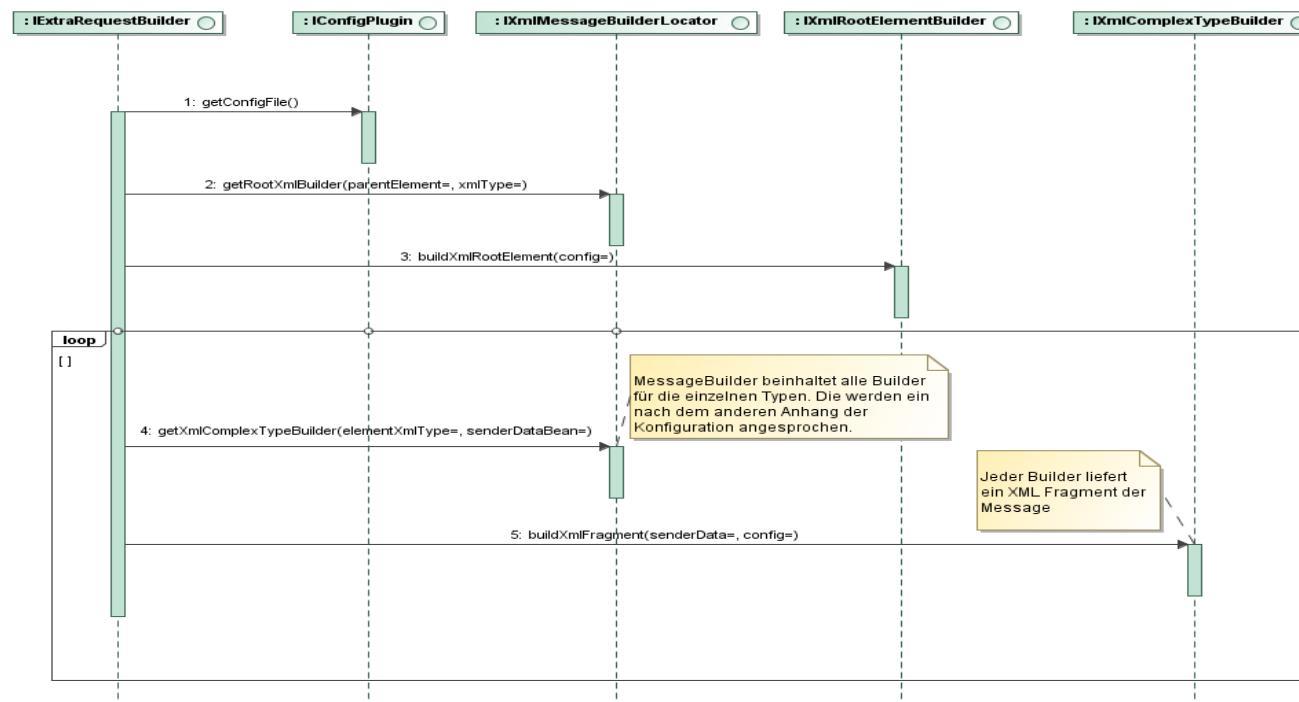 : IExtraRequestBuilder
: IConfigPlugin
: IXmlMessageBuilderLocator
: IXmlRootElementBuilder
: IXmlComplexTypeBuilder
1: getConfigFile()
2: getRootXmlBuilder(parentElement=, xmlType=)
3: buildXmlRootElement(config=)
loop
[ ]
MessageBuilder beinhaltet alle Builder
für die einzelnen Typen. Die werden ein
nach dem anderen Anhang der
Konfiguration angesprochen.
4: getXmlComplexTypeBuilder(elementXmlType=, senderDataBean=)
Jeder Builder liefert
ein XML Fragment der
Message
5: buildXmlFragment(senderData=, config=)